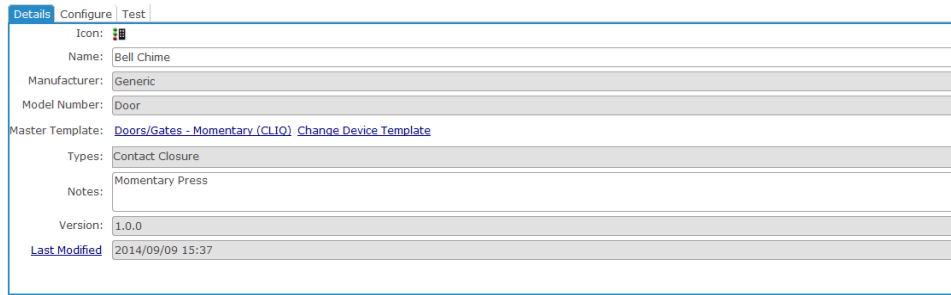 Details Configure Test
Icon:
Name: Bell Chime
Manufacturer: Generic
Model Number: Door
Master Template: Doors/Gates - Momentary (CLIQ) Change Device Template
Types: Contact Closure
Notes: Momentary Press
Version: 1.0.0
Last Modified 2014/09/09 15:37